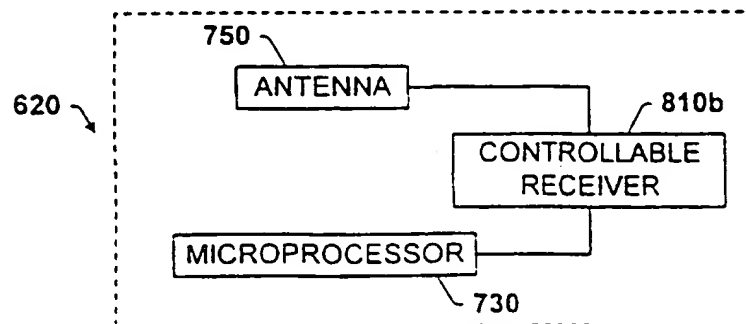 750
ANTENNA
620
810b
CONTROLLABLE
RECEIVER
MICROPROCESSOR
730